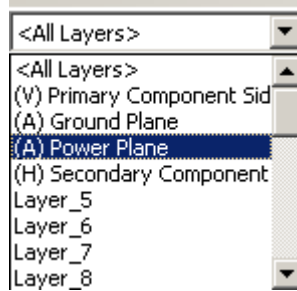 <All Layers>
<All Layers>
(V) Primary Component Sid
(A) Ground Plane
(A) Power Plane
(H) Secondary Component
Layer_5
Layer_6
Layer_7
Layer_8